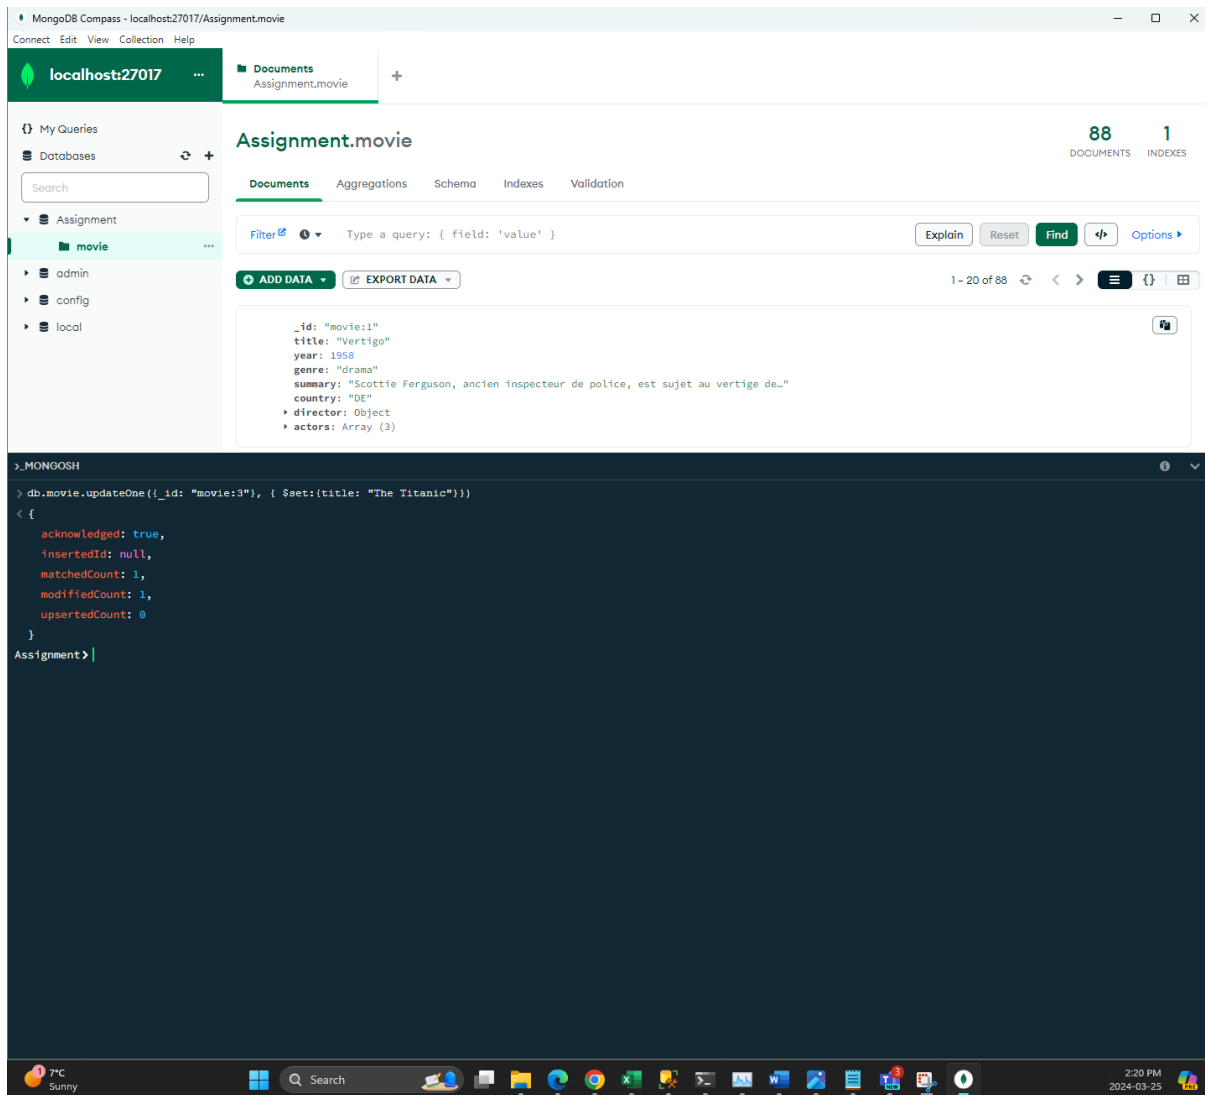 MongoDB Compass - localhost:27017/Assignment.movie
Connect Edit View Collection Help
localhost:27017 ...
Documents
Assignment.movie
+
{} My Queries
Databases
Search
Assignment
movie ...
admin
config
local
Assignment.movie
88
DOCUMENTS
1
INDEXES
Documents Aggregations Schema Indexes Validation
Filter Type a query: { field: 'value' } Explain Reset Find </> Options
ADD DATA EXPORT DATA 1 – 20 of 88 {}
_id: "movie:1"
title: "Vertigo"
year: 1958
genre: "drama"
summary: "Scottie Ferguson, ancien inspecteur de police, est sujet au vertige de…"
country: "DE"
director: Object
actors: Array (3)
>_MONGOSH
> db.movie.updateOne({_id: "movie:3"}, { $set:{title: "The Titanic"}})
< {
acknowledged: true,
insertedId: null,
matchedCount: 1,
modifiedCount: 1,
upsertedCount: 0
}
Assignment>
1
7°C
Sunny
Search
3
NEW
2:20 PM
2024-03-25
PRE